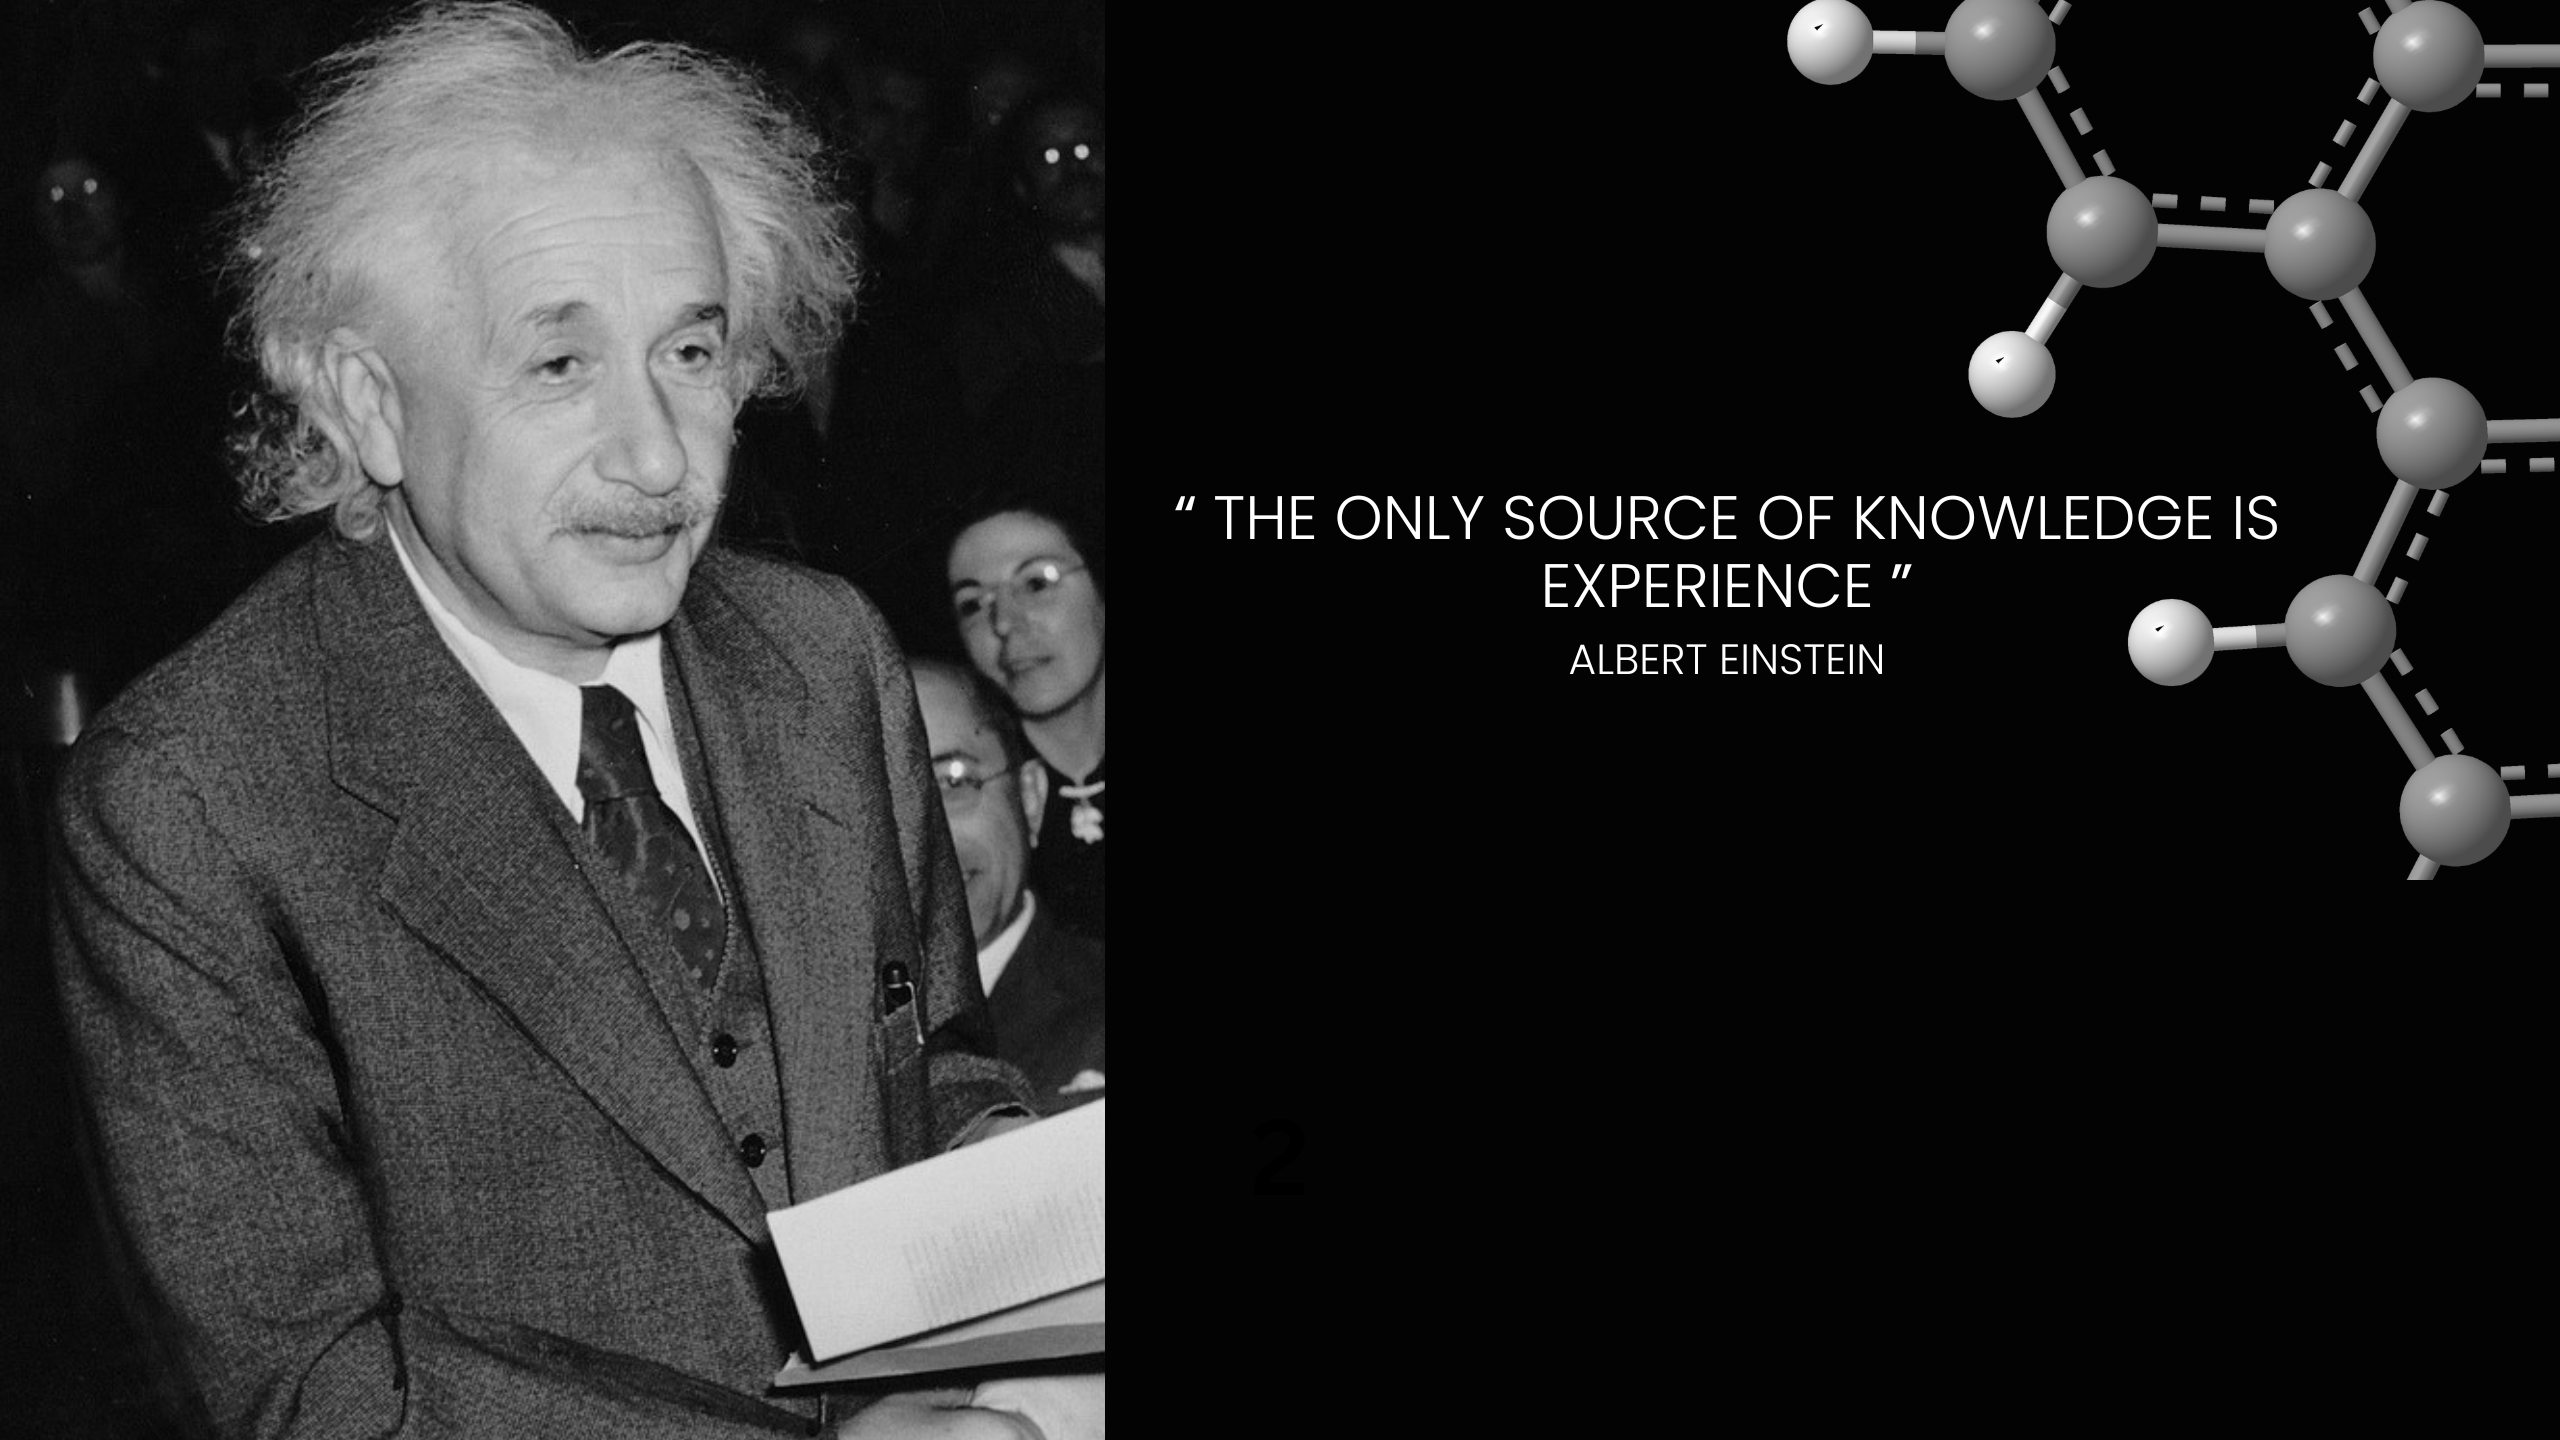 “ THE ONLY SOURCE OF KNOWLEDGE IS
EXPERIENCE ”
ALBERT EINSTEIN
2